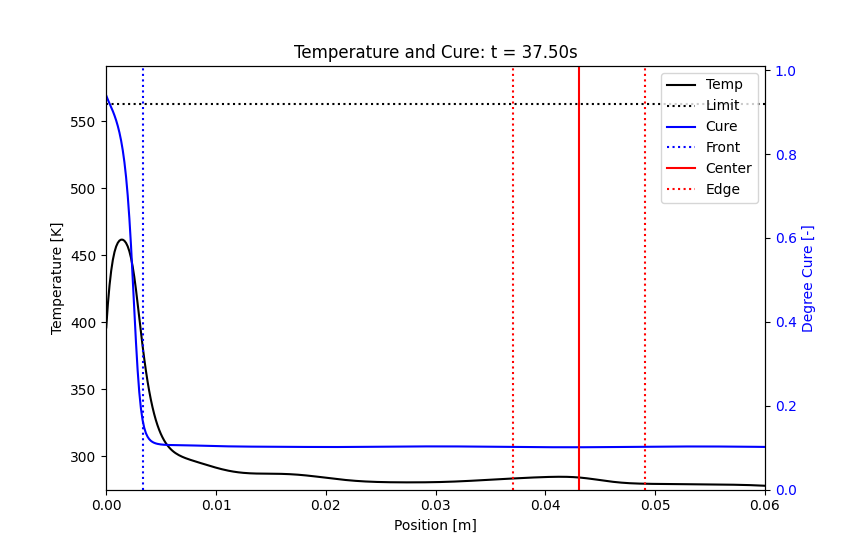 Temperature and Cure: t = 37.50s
Temp
Limit
Cure
Front
Center
Edge
Temperature [K]
550
500
450
400
350
300
Degree Cure [-]
1.0
0.8
0.6
0.4
0.2
0.0
0.00 0.01 0.02 0.03 0.04 0.05 0.06
Position [m]